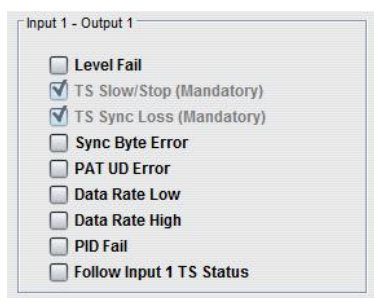 Input 1 - Output 1
Level Fail
TS Slow/Stop (Mandatory)
TS Sync Loss (Mandatory)
Sync Byte Error
PAT UD Error
Data Rate Low
Data Rate High
PID Fail
Follow Input 1 TS Status